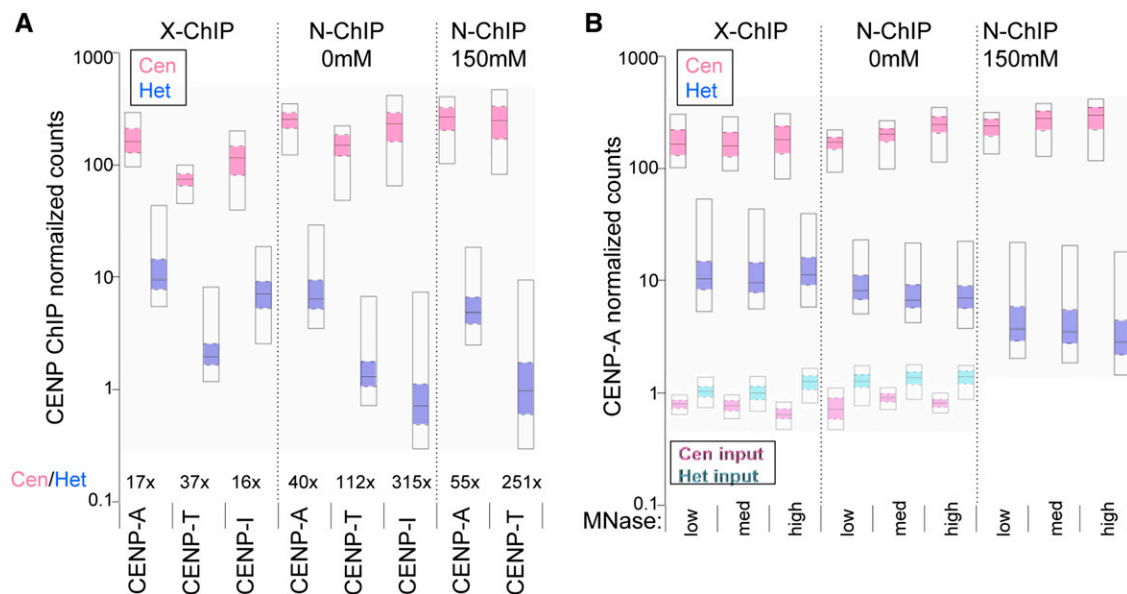 A
X-ChIP
N-ChIP
0mM
N-ChIP
150mM
Cen
Het
CENP ChIP normailzed counts
1000
100
10
1
0.1
Cen/Het
17x
37x
16x
40x
112x
315x
55x
251x
CENP-A
CENP-T
CENP-I
CENP-A
CENP-T
CENP-I
CENP-A
CENP-T
B
X-ChIP
N-ChIP
0mM
N-ChIP
150mM
Cen
Het
CENP-A normalized counts
1000
100
10
1
0.1
Cen input
Het input
MNase:
low
med
high
low
med
high
low
med
high